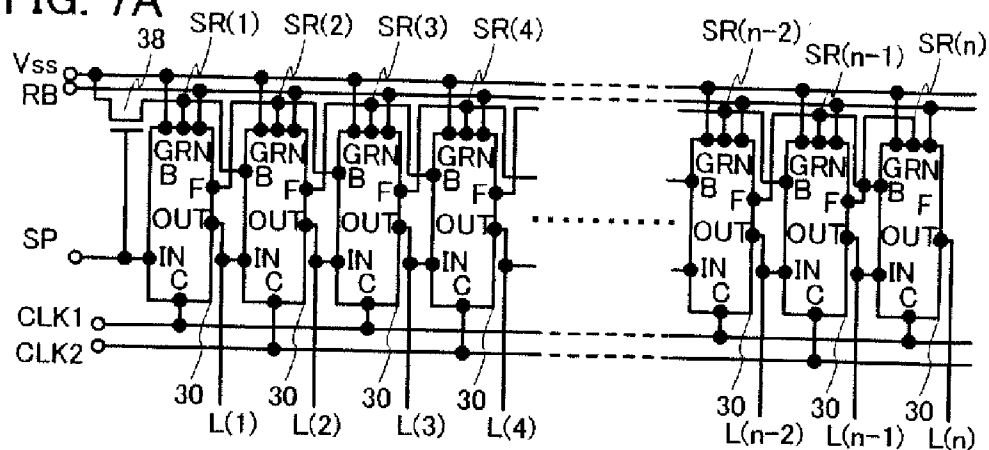 FIG. 7A
38 SR(1) SR(2) SR(3) SR(4) SR(n-2) SR(n-1) SR(n)
Vss
RB
GRN GRN GRN GRN GRN GRN GRN
B B B B B B B
F F F F F F F
OUT OUT OUT OUT OUT OUT OUT
SP
IN IN IN IN IN IN IN
C C C C C C C
CLK1
CLK2
30 30 30 30 30 30 30
L(1) L(2) L(3) L(4) L(n-2) L(n-1) L(n)